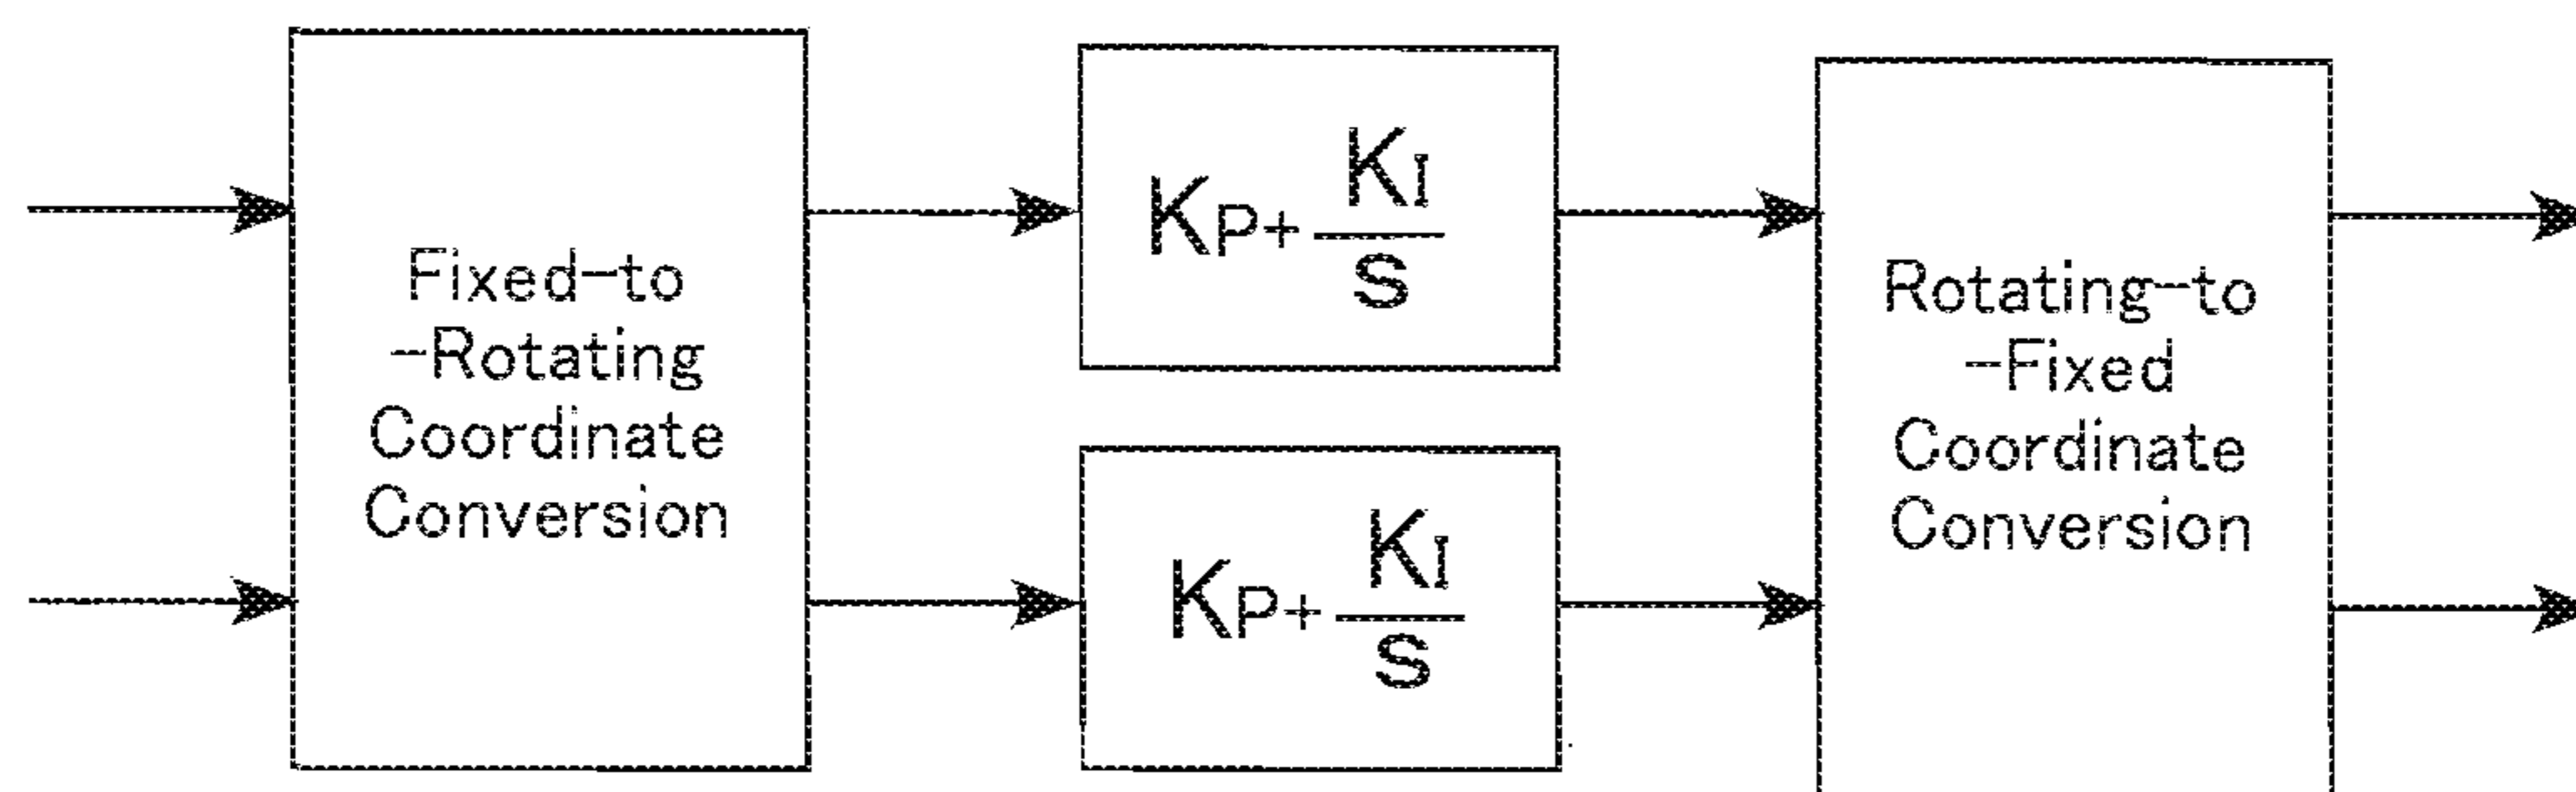 Fixed-to
-Rotating
Coordinate
Conversion
KP+ KI/S
KP+ KI/S
Rotating-to
-Fixed
Coordinate
Conversion